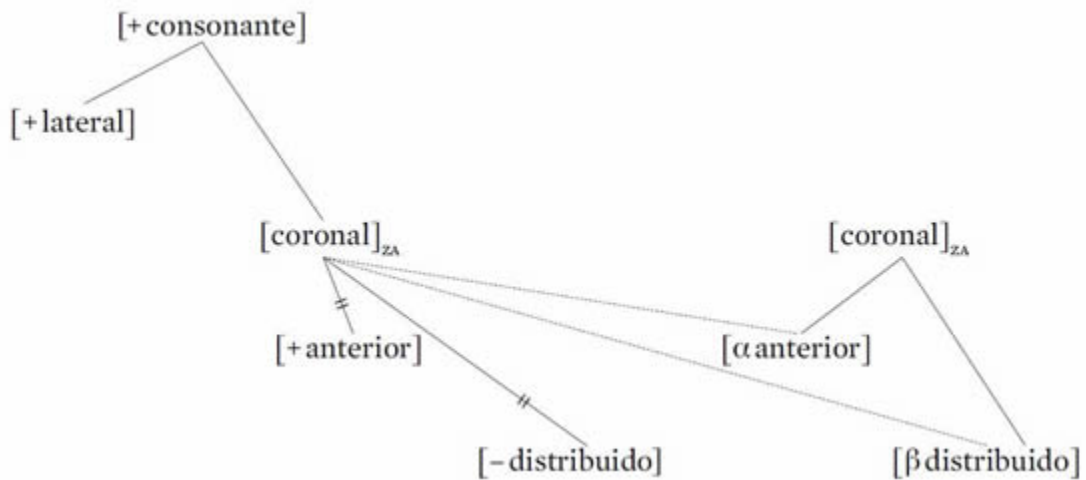 [+consonante]
[+lateral]
[coronal]ZA [coronal]ZA
[+anterior] [α anterior]
[–distribuido] [β distribuido]